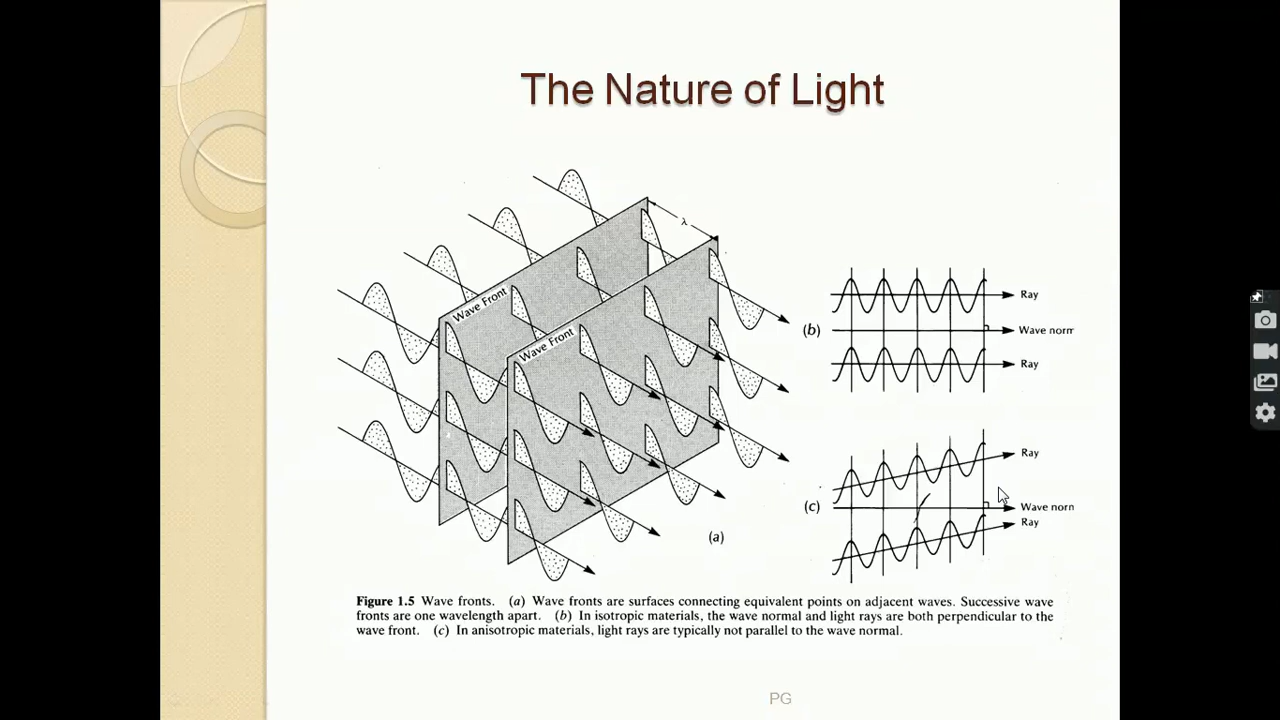 The Nature of Light
λ
Wave Front
Wave Front
(a)
(b)
Ray
Wave norm
Ray
(c)
Ray
Wave norn
Ray
Figure 1.5 Wave fronts. (a) Wave fronts are surfaces connecting equivalent points on adjacent waves. Successive wave
fronts are one wavelength apart. (b) In isotropic materials, the wave normal and light rays are both perpendicular to the
wave front. (c) In anisotropic materials, light rays are typically not parallel to the wave normal.
PG